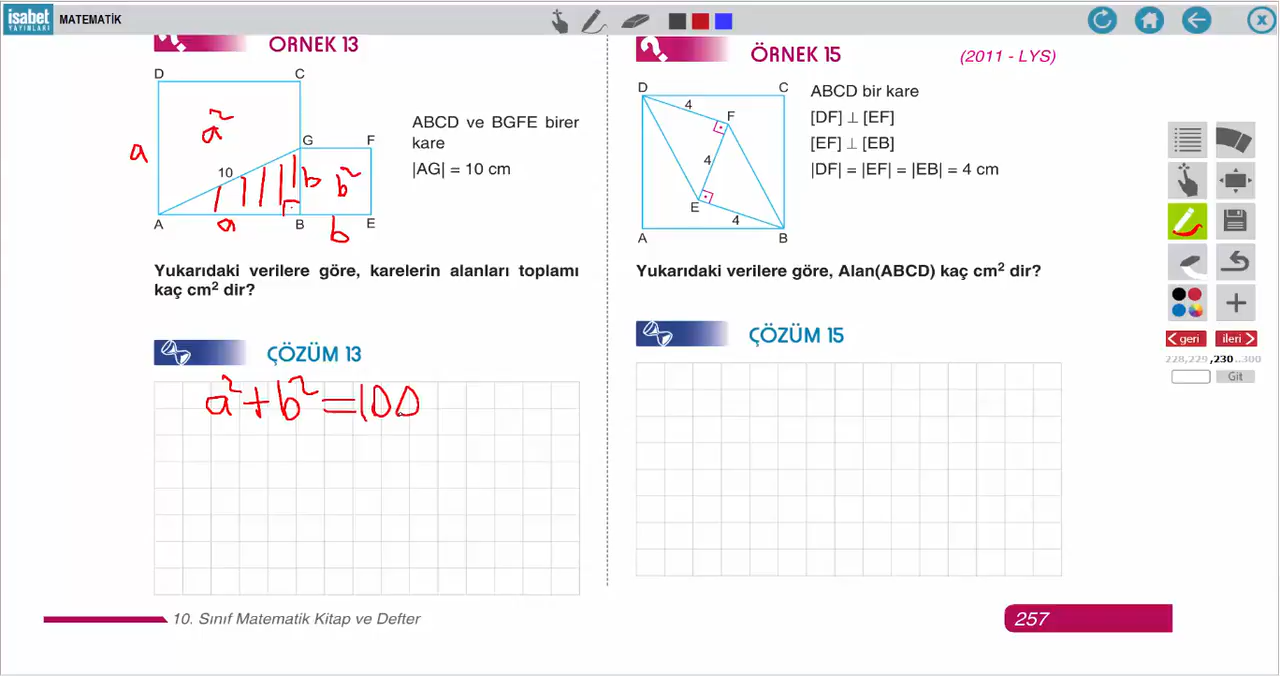 isabet
YAYINLARI
MATEMATİK
ÖRNEK 13
D
C
a²
a
G
F
10
b
b²
A
a
B
E
b
ABCD ve BGFE birer
kare
|AG| = 10 cm
Yukarıdaki verilere göre, karelerin alanları toplamı
kaç cm² dir?
ÇÖZÜM 13
a² + b² = 100
10. Sınıf Matematik Kitap ve Defter
ÖRNEK 15
(2011 - LYS)
D
C
4
F
4
E
4
A
B
ABCD bir kare
[DF] ⊥ [EF]
[EF] ⊥ [EB]
|DF| = |EF| = |EB| = 4 cm
Yukarıdaki verilere göre, Alan(ABCD) kaç cm² dir?
ÇÖZÜM 15
257
geri
ileri
228,229,230..300
Git